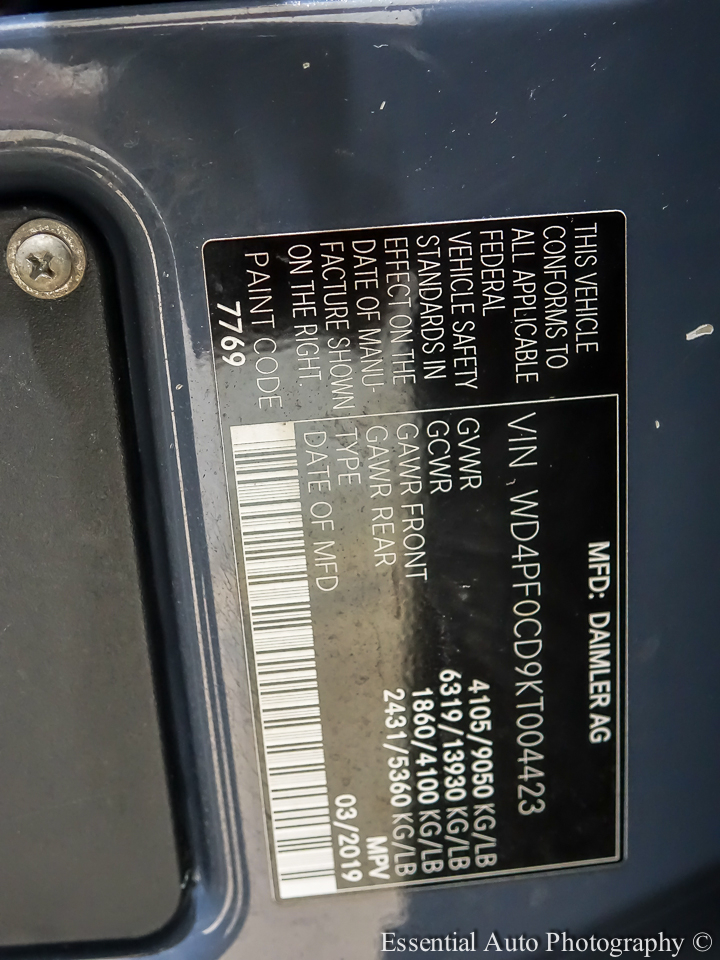 MFD: DAIMLER AG
THIS VEHICLE
CONFORMS TO
ALL APPLICABLE
FEDERAL
VEHICLE SAFETY
STANDARDS IN
EFFECT ON THE
DATE OF MANU-
FACTURE SHOWN
ON THE RIGHT.
PAINT CODE
7769
VIN WD4PF0CD9KT004423
GVWR 4105/9050 KG/LB
GCWR 6319/13930 KG/LB
GAWR FRONT 1860/4100 KG/LB
GAWR REAR 2431/5360 KG/LB
TYPE MPV
DATE OF MFD 03/2019
Essential Auto Photography ©